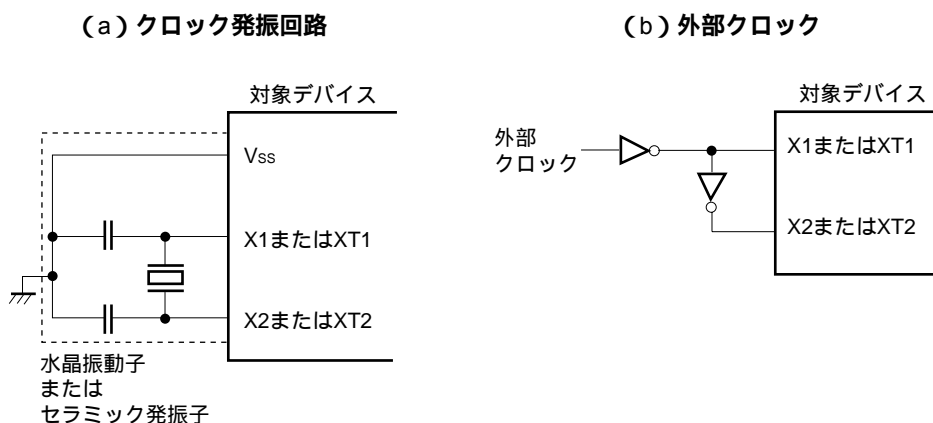 (a)クロック発振回路
対象デバイス
VSS
X1またはXT1
X2またはXT2
水晶振動子
または
セラミック発振子
(b)外部クロック
対象デバイス
外部
クロック
X1またはXT1
X2またはXT2